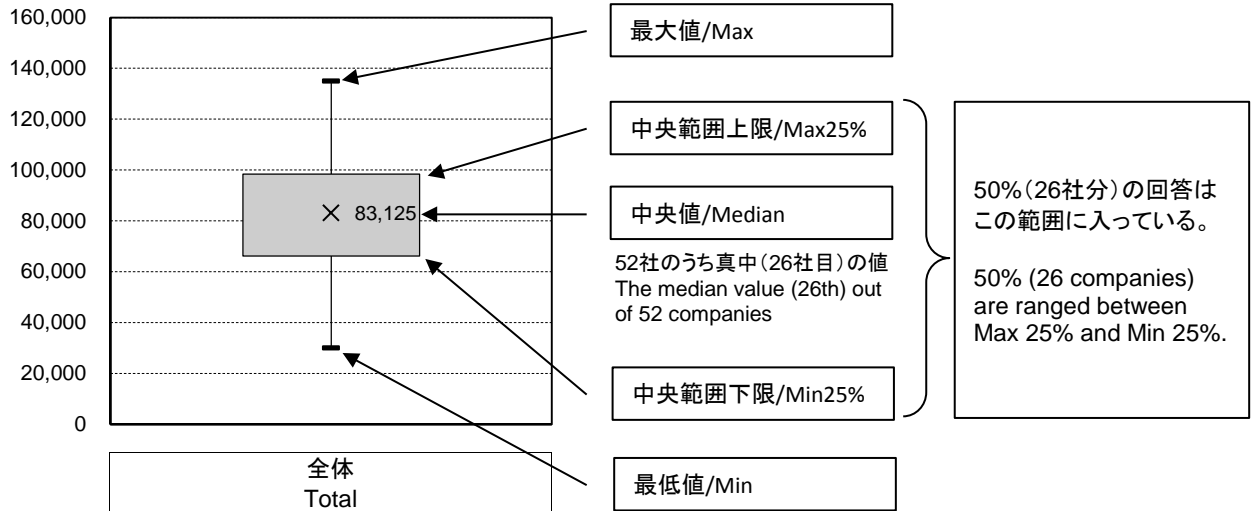 160,000
140,000
120,000
100,000
80,000
60,000
40,000
20,000
0
83,125
全体
Total
最大値/Max
中央範囲上限/Max25%
中央値/Median
52社のうち真中(26社目)の値
The median value (26th) out
of 52 companies
中央範囲下限/Min25%
最低値/Min
50%(26社分)の回答は
この範囲に入っている。
50% (26 companies)
are ranged between
Max 25% and Min 25%.